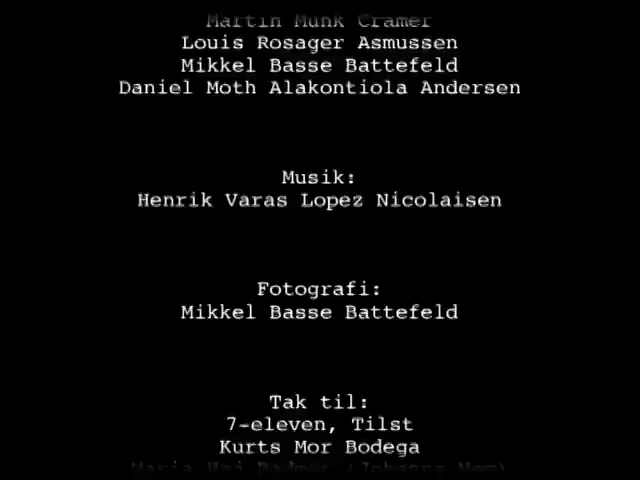 Martin Munk Cramer
Louis Rosager Asmussen
Mikkel Basse Battefeld
Daniel Moth Alakontiola Andersen
Musik:
Henrik Varas Lopez Nicolaisen
Fotografi:
Mikkel Basse Battefeld
Tak til:
7-eleven, Tilst
Kurts Mor Bodega